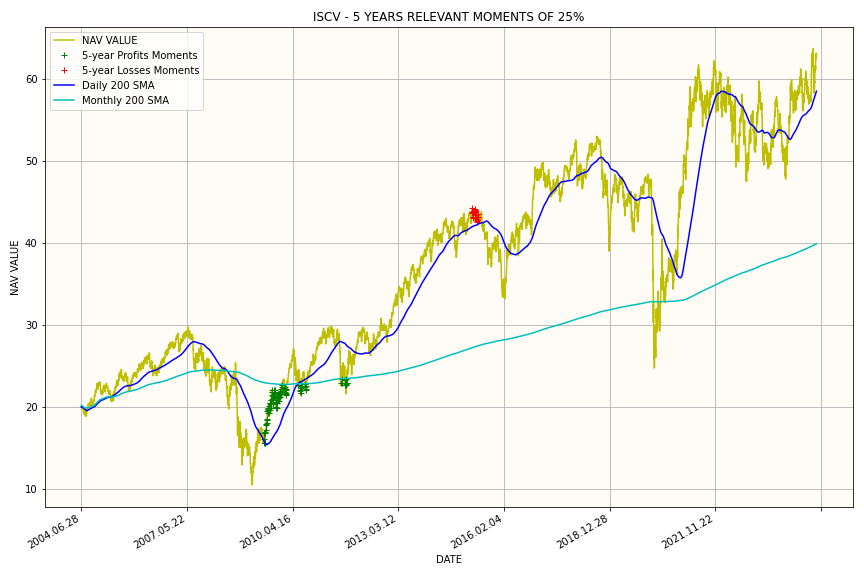 ISCV - 5 YEARS RELEVANT MOMENTS OF 25%
NAV VALUE
5-year Profits Moments
5-year Losses Moments
Daily 200 SMA
Monthly 200 SMA
60
50
40
30
20
10
NAV VALUE
2004.06.28
2007.05.22
2010.04.16
2013.03.12
2016.02.04
2018.12.28
2021.11.22
DATE